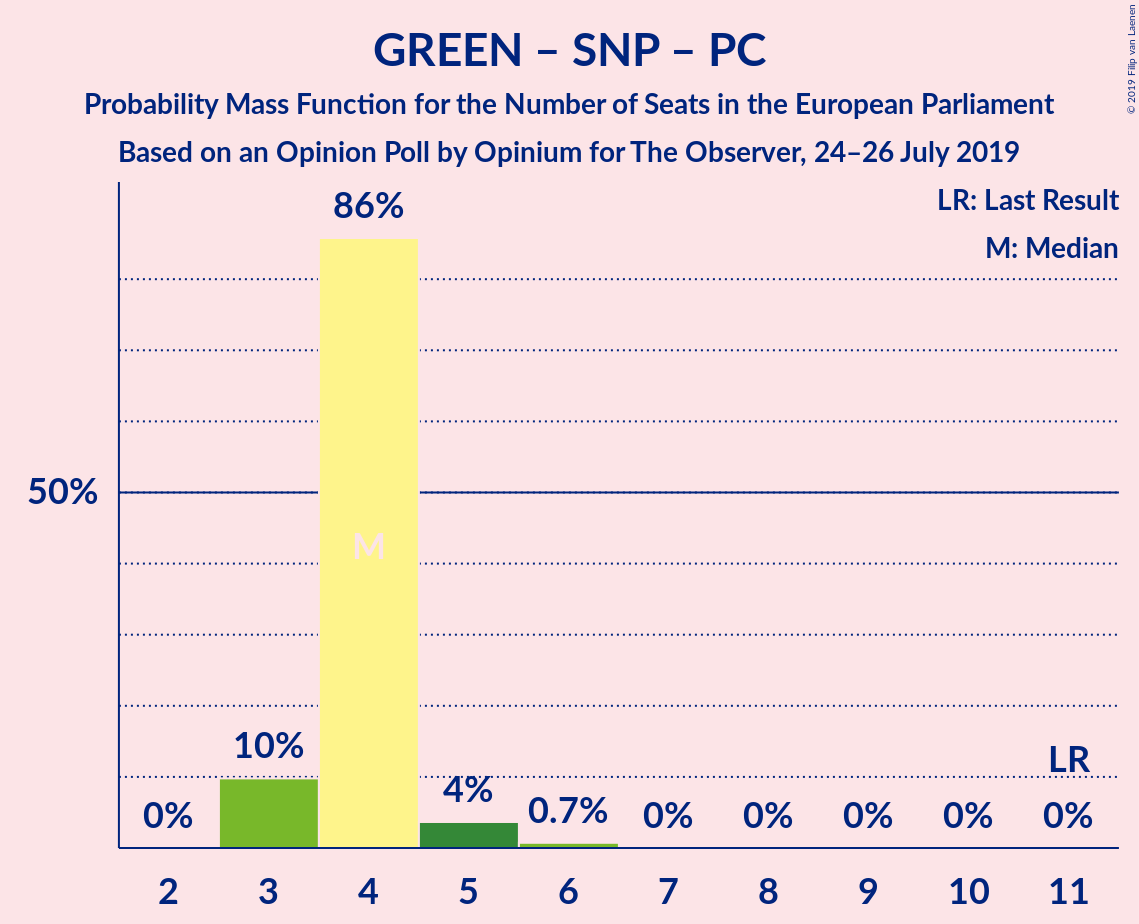 GREEN – SNP – PC
Probability Mass Function for the Number of Seats in the European Parliament
Based on an Opinion Poll by Opinium for The Observer, 24–26 July 2019
© 2019 Filip van Laenen
LR: Last Result
M: Median
86%
50%
M
10%
4%
0.7%
LR
0%
0%
0%
0%
0%
0%
2 3 4 5 6 7 8 9 10 11